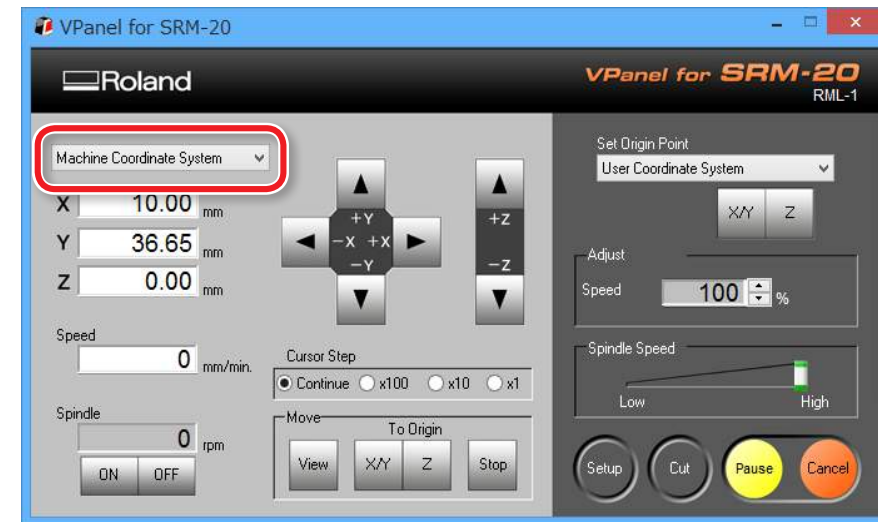 VPanel for SRM-20
Roland
VPanel for SRM-20
RML-1
Machine Coordinate System
X 10.00 mm
Y 36.65 mm
Z 0.00 mm
Speed
0 mm/min.
Spindle
0 rpm
ON OFF
+Y
-X +X
-Y
+Z
-Z
Cursor Step
Continue x100 x10 x1
Move
To Origin
View X/Y Z Stop
Set Origin Point
User Coordinate System
X/Y Z
Adjust
Speed 100 %
Spindle Speed
Low High
Setup Cut Pause Cancel